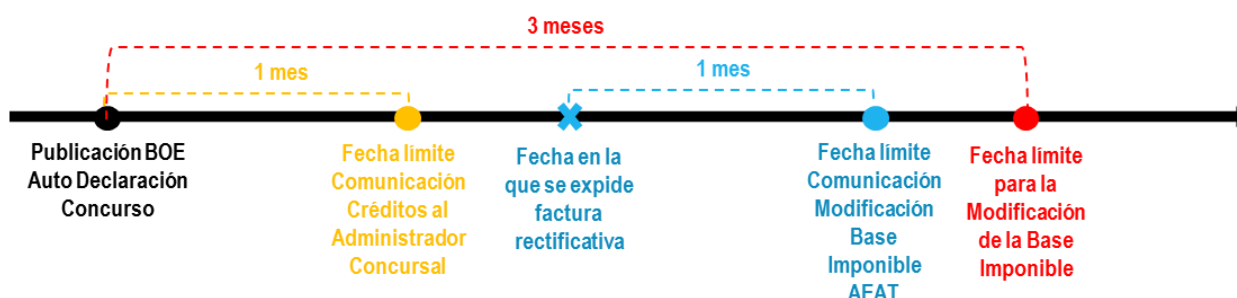 3 meses
1 mes
1 mes
Publicación BOE
Auto Declaración
Concurso
Fecha límite
Comunicación
Créditos al
Administrador
Concursal
Fecha en la
que se expide
factura
rectificativa
Fecha límite
Comunicación
Modificación
Base
Imponible
AEAT
Fecha límite
para la
Modificación
de la Base
Imponible